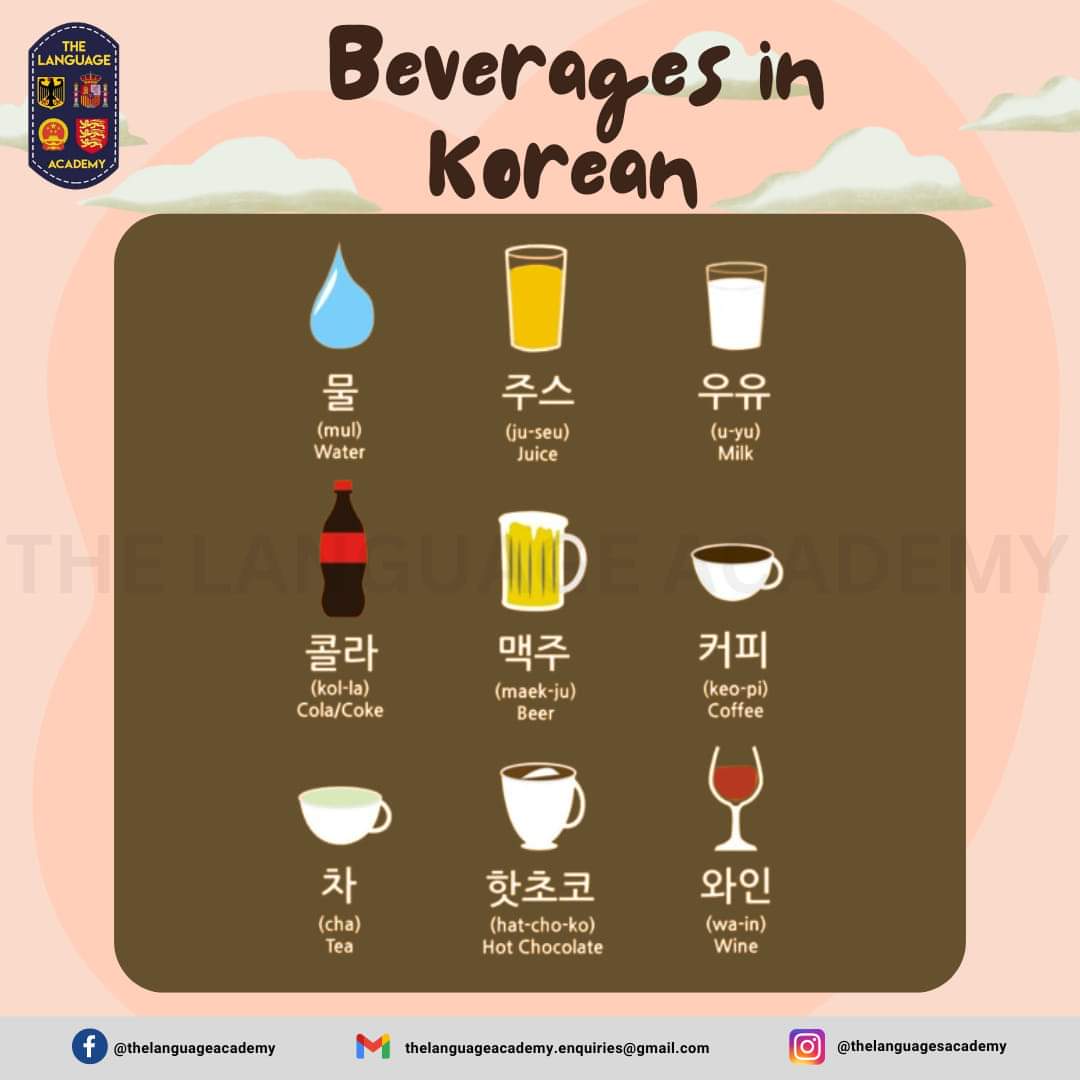 THE
LANGUAGE
ACADEMY
Beverages in
Korean
물
(mul)
Water
주스
(ju-seu)
Juice
우유
(u-yu)
Milk
THE LANGUAGE ACADEMY
콜라
(kol-la)
Cola/Coke
맥주
(maek-ju)
Beer
커피
(keo-pi)
Coffee
차
(cha)
Tea
핫초코
(hat-cho-ko)
Hot Chocolate
와인
(wa-in)
Wine
@thelanguageacademy
thelanguageacademy.enquiries@gmail.com
@thelanguagesacademy